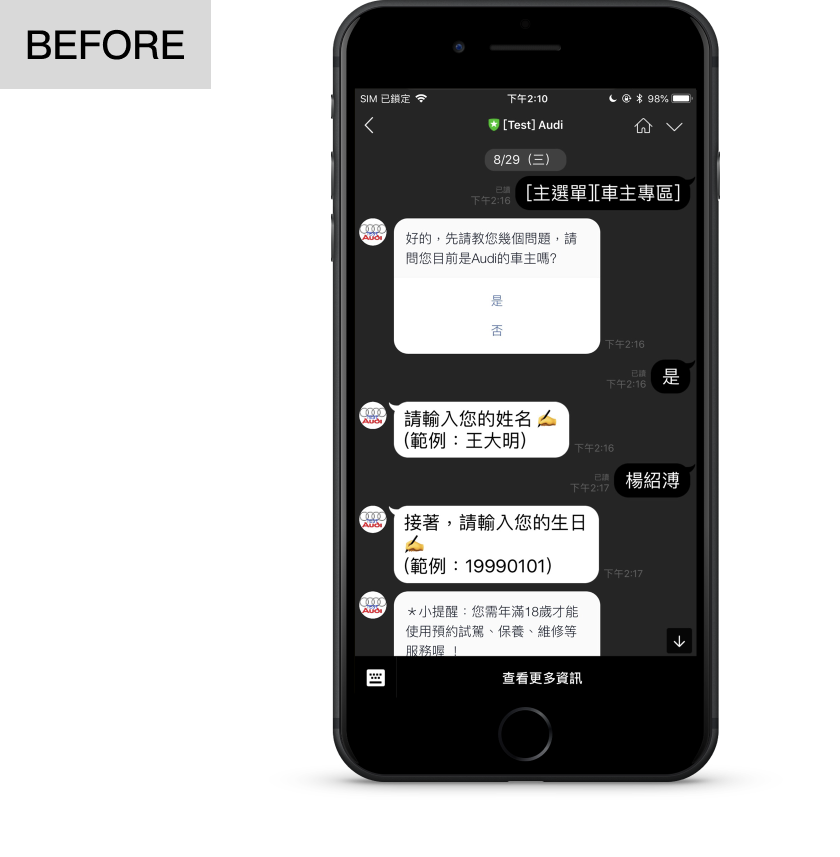 BEFORE
SIM 已鎖定 下午2:10 98%
[Test] Audi
8/29（三）
已讀
下午2:16
[主選單][車主專區]
Audi
好的，先請教您幾個問題，請
問您目前是Audi的車主嗎?
是
否
下午2:16
已讀
下午2:16
是
Audi
請輸入您的姓名✍️
(範例：王大明)
下午2:16
已讀
下午2:17
楊紹溥
Audi
接著，請輸入您的生日
✍️
(範例：19990101)
下午2:17
Audi
＊小提醒：您需年滿18歲才能
使用預約試駕、保養、維修等
服務喔 ！
查看更多資訊